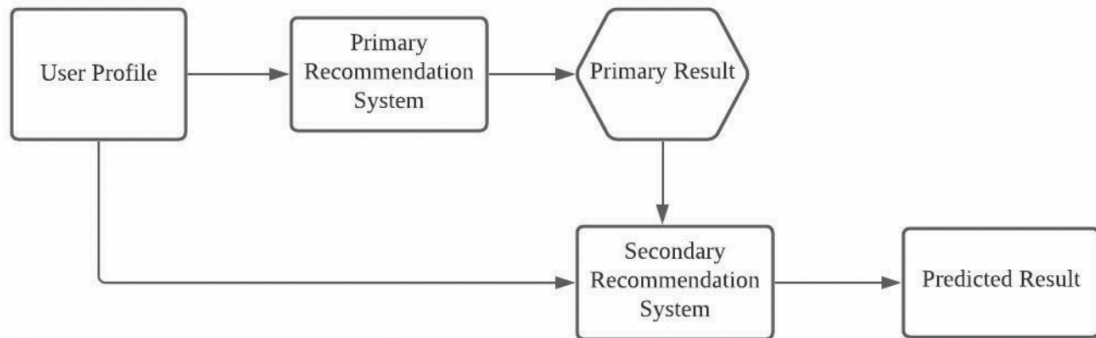 User Profile
Primary
Recommendation
System
Primary Result
Secondary
Recommendation
System
Predicted Result